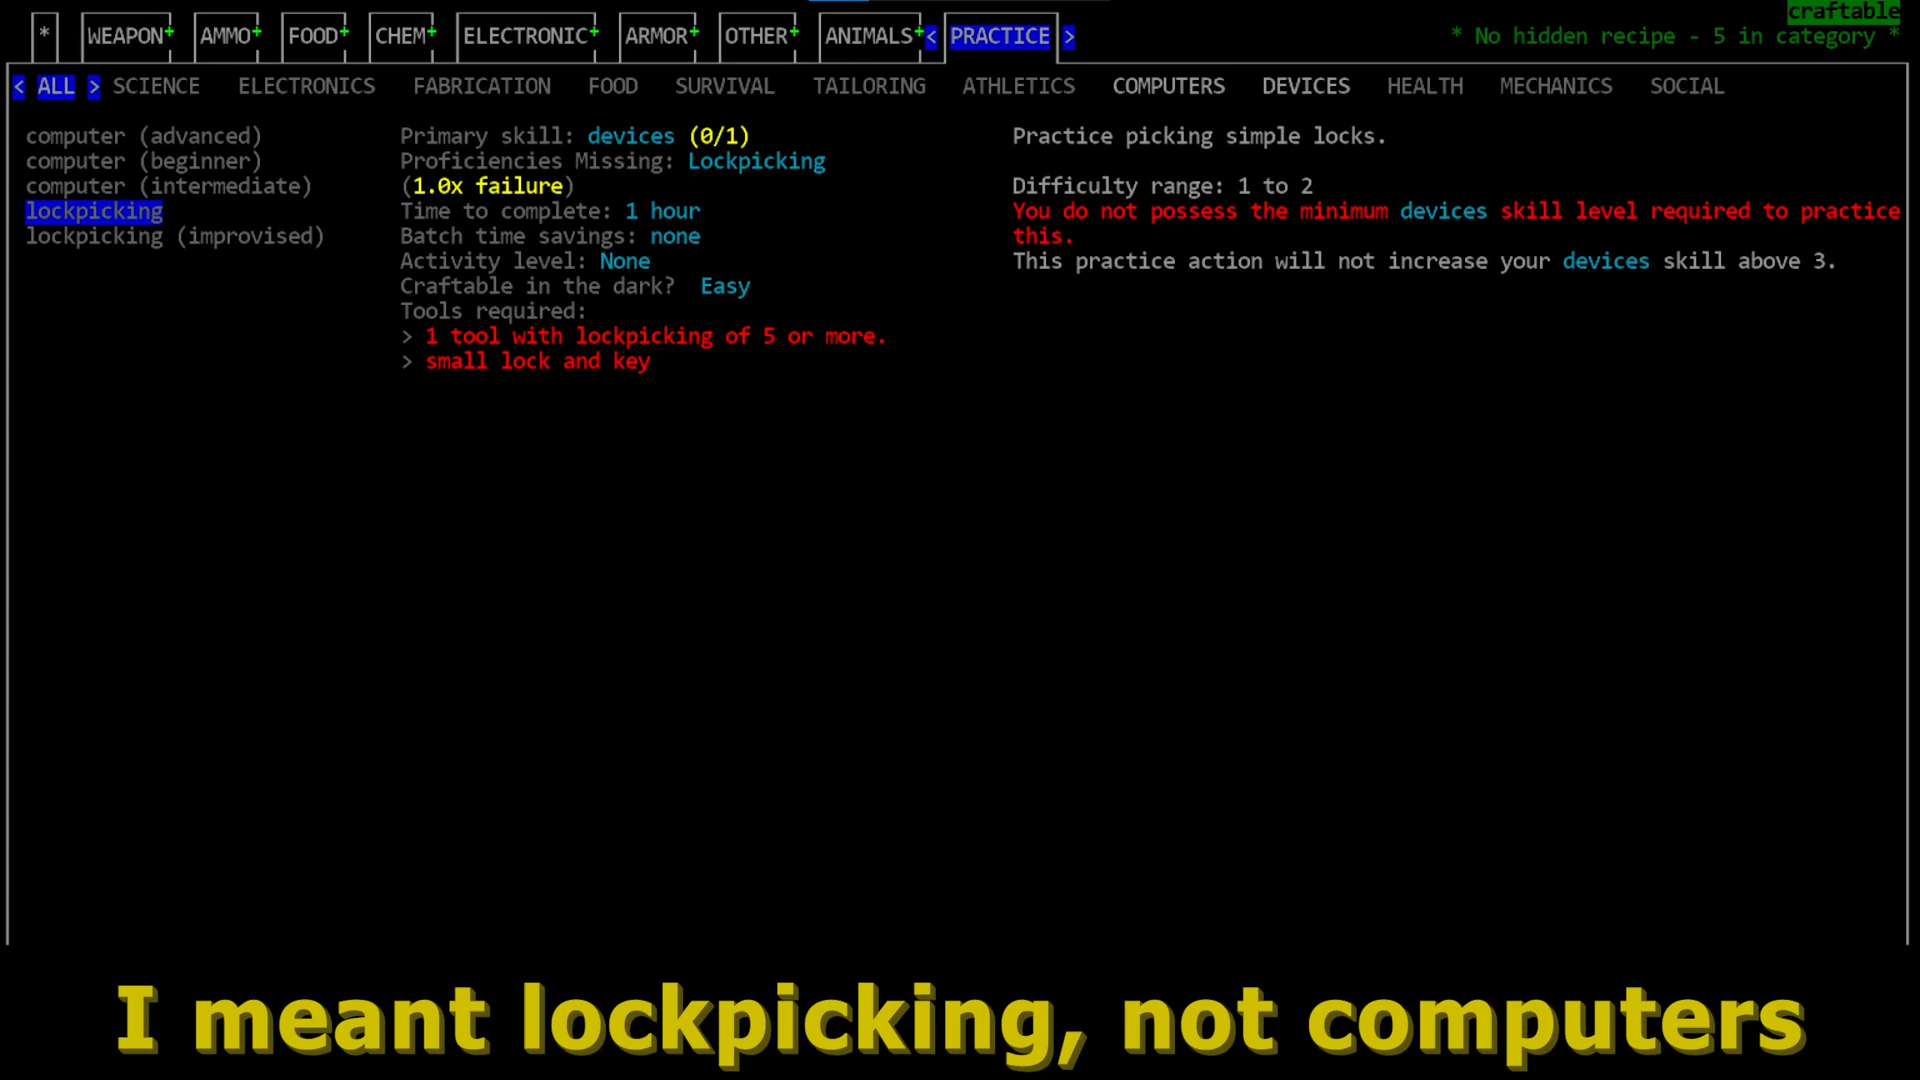 craftable
* WEAPON+ AMMO+ FOOD+ CHEM+ ELECTRONIC+ ARMOR+ OTHER+ ANIMALS+ < PRACTICE > * No hidden recipe - 5 in category *
< ALL > SCIENCE ELECTRONICS FABRICATION FOOD SURVIVAL TAILORING ATHLETICS COMPUTERS DEVICES HEALTH MECHANICS SOCIAL
computer (advanced)
computer (beginner)
computer (intermediate)
lockpicking
lockpicking (improvised)
Primary skill: devices (0/1)
Proficiencies Missing: Lockpicking
(1.0x failure)
Time to complete: 1 hour
Batch time savings: none
Activity level: None
Craftable in the dark? Easy
Tools required:
> 1 tool with lockpicking of 5 or more.
> small lock and key
Practice picking simple locks.
Difficulty range: 1 to 2
You do not possess the minimum devices skill level required to practice
this.
This practice action will not increase your devices skill above 3.
I meant lockpicking, not computers